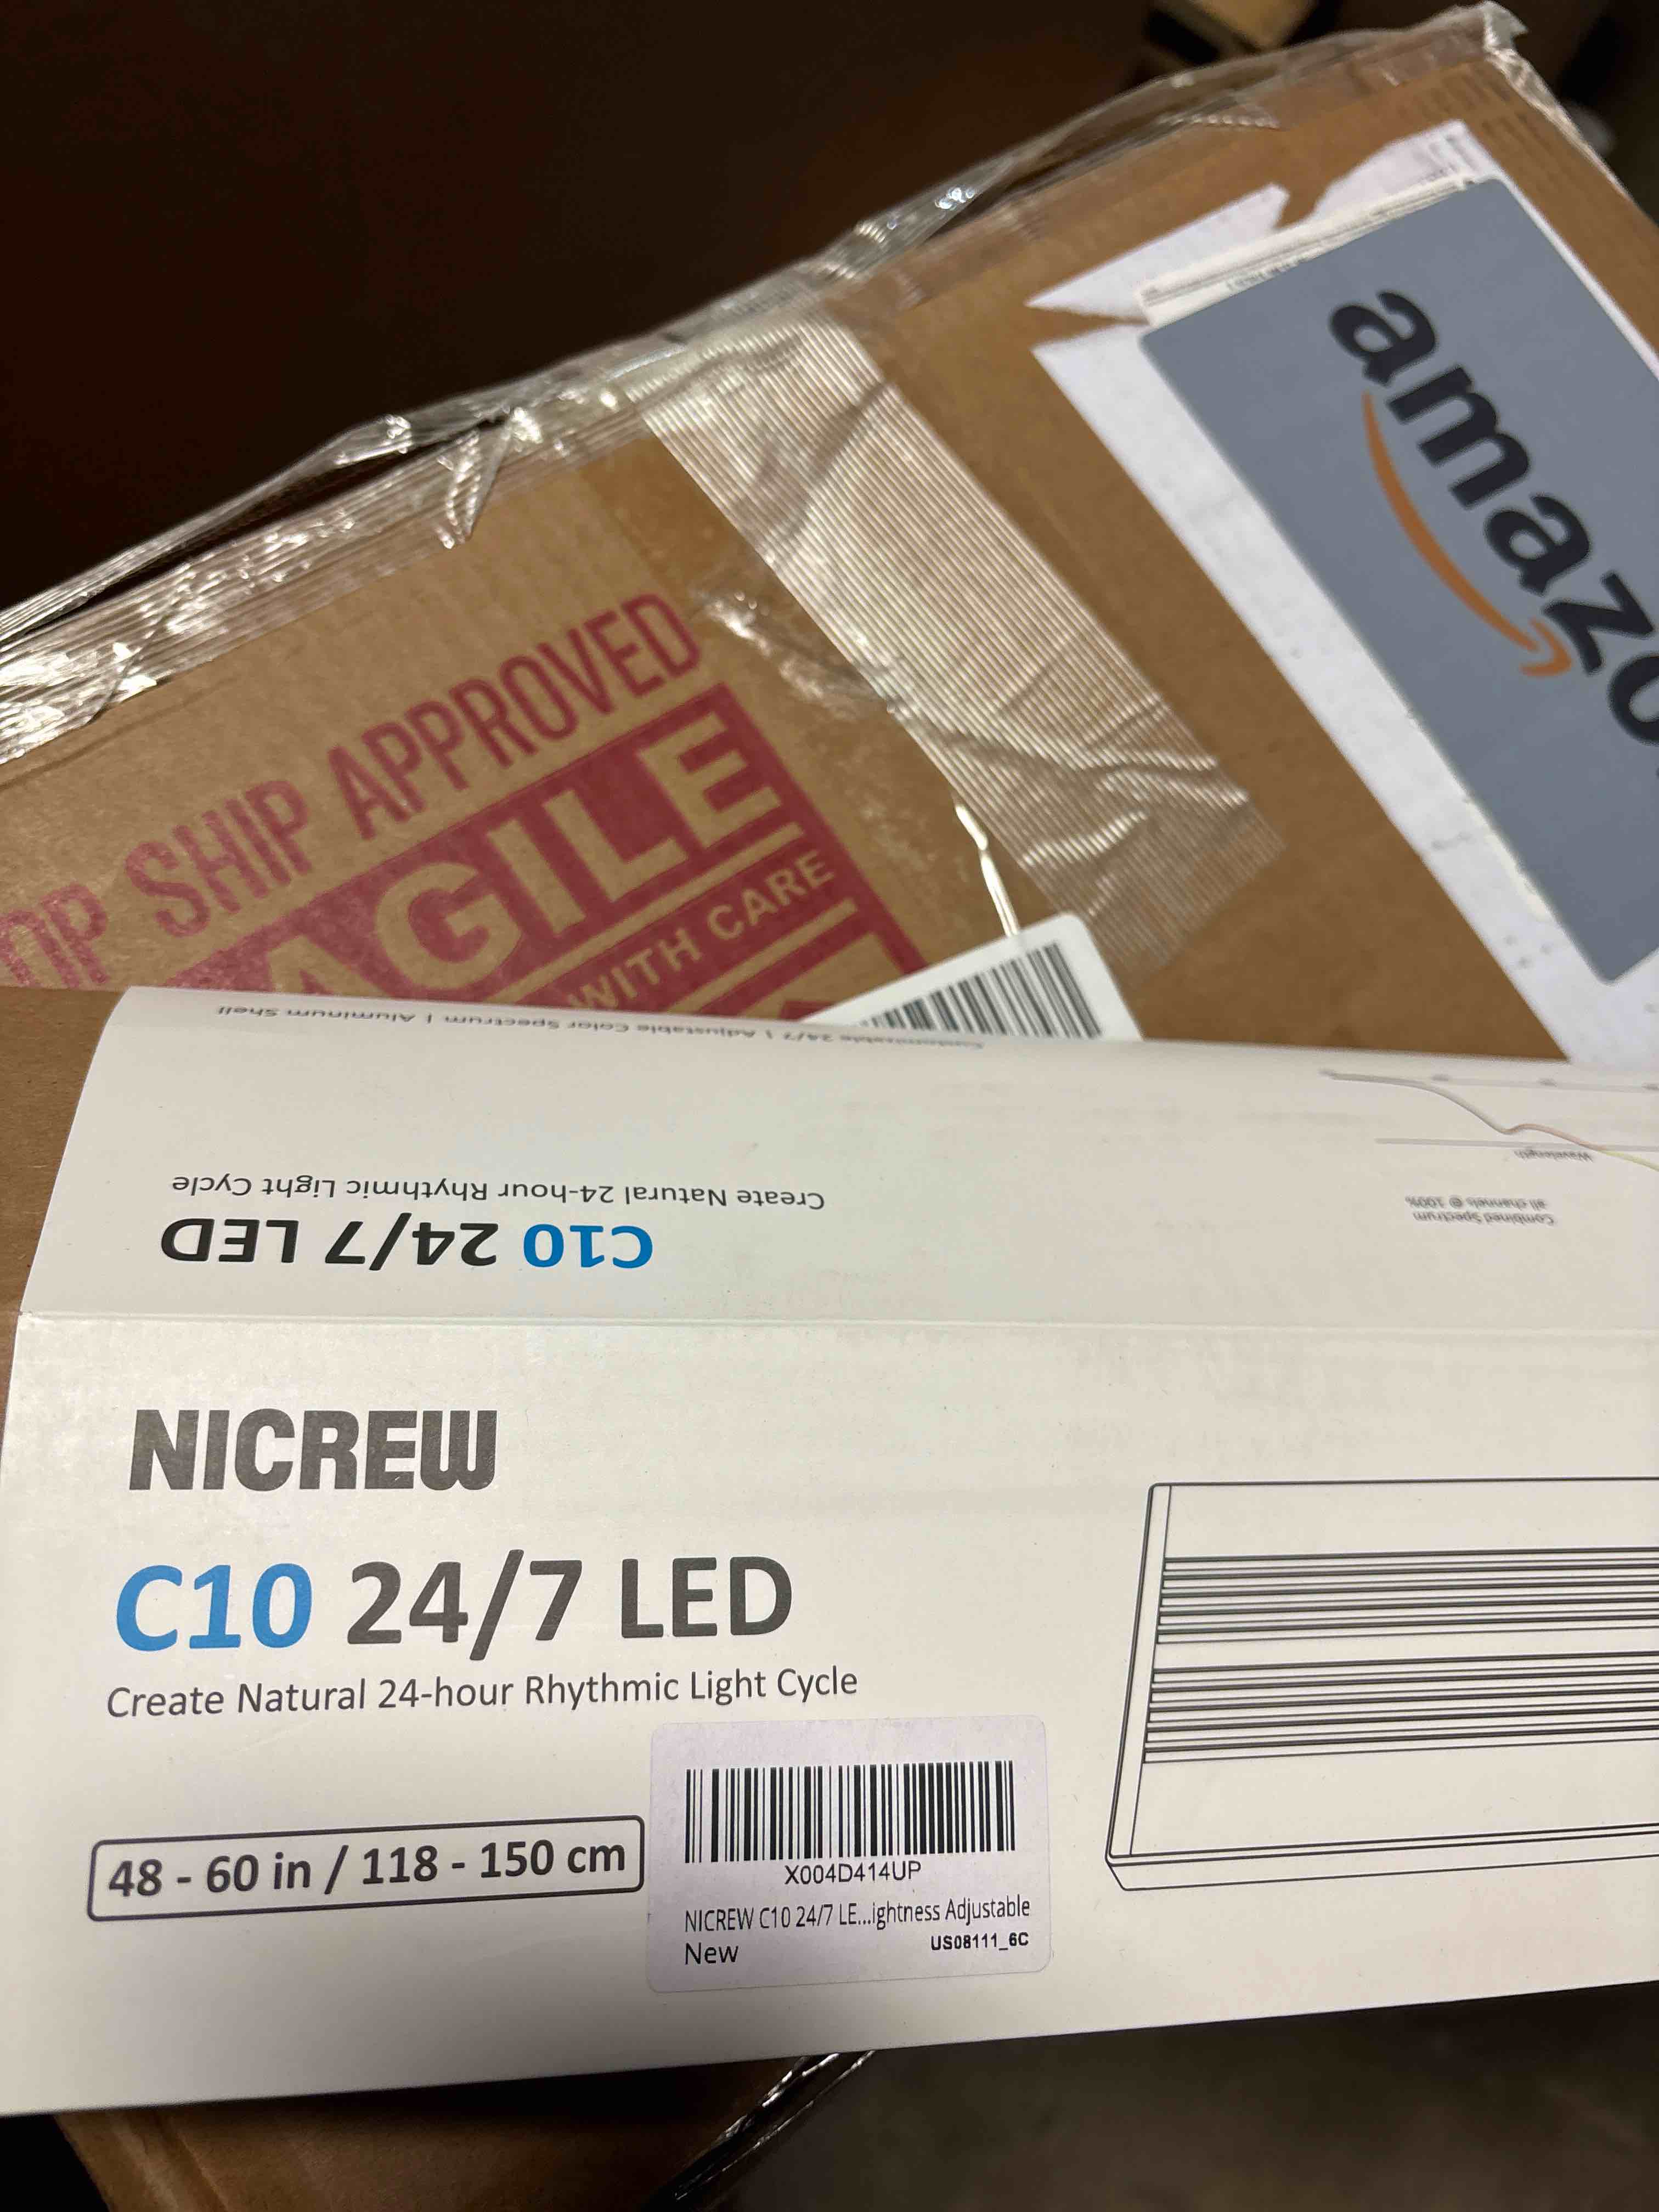 amazo
OP SHIP APPROVED
AGILE
WITH CARE
Customizable 24/7 | Adjustable Color Spectrum | Aluminum Shell
Create Natural 24-hour Rhythmic Light Cycle
C10 24/7 LED
Wavelength
Combined Spectrum
all channels @ 100%
NICREW
C10 24/7 LED
Create Natural 24-hour Rhythmic Light Cycle
48 - 60 in / 118 - 150 cm
X004D414UP
NICREW C10 24/7 LE...ightness Adjustable
New
US08111_6C